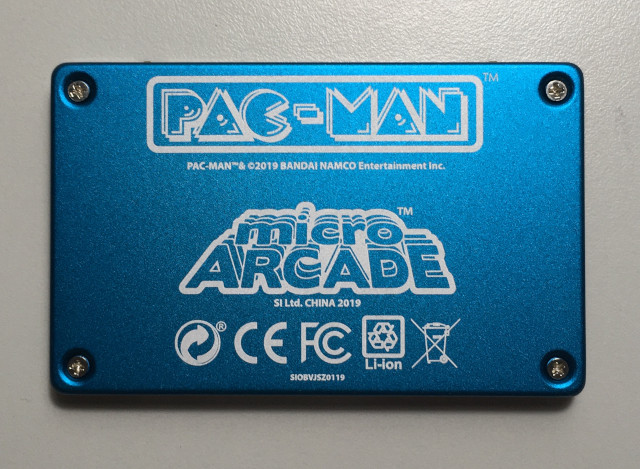 PAC-MAN™
PAC-MAN™& ©2019 BANDAI NAMCO Entertainment Inc.
micro™
ARCADE
SI Ltd. CHINA 2019
® CE FC
Li-ion
SIOBVJSZ0119